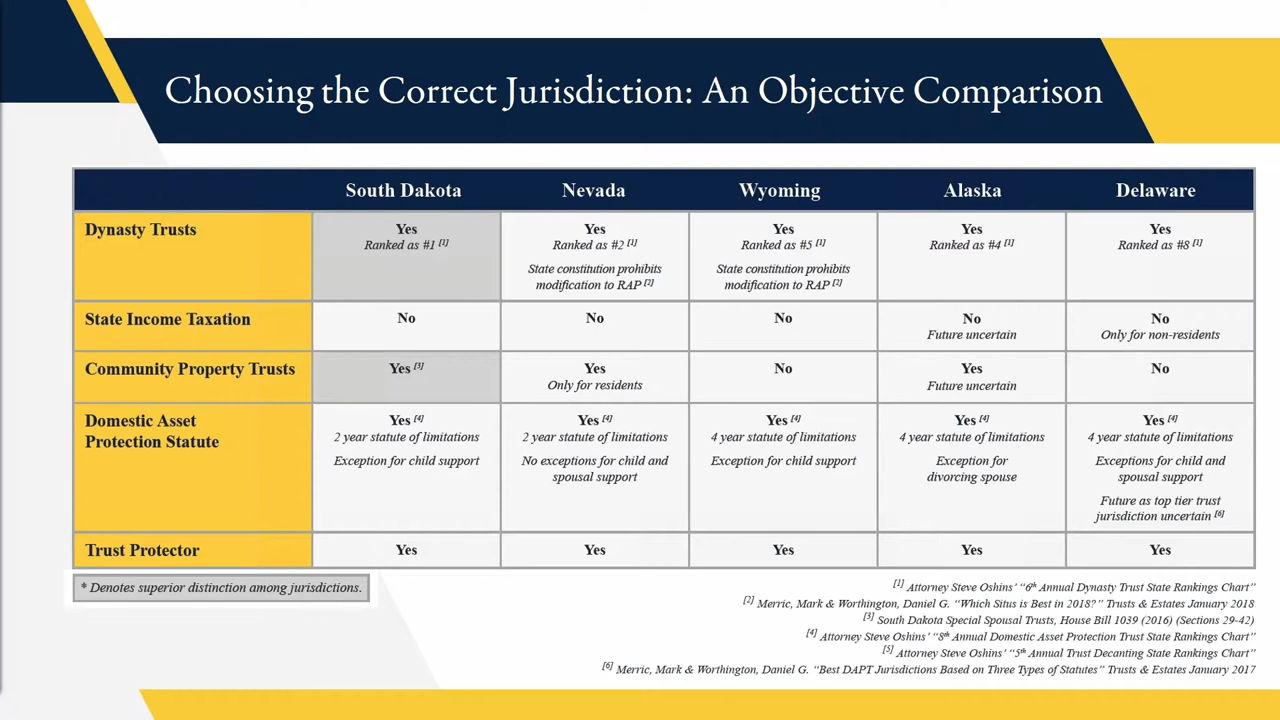 Choosing the Correct Jurisdiction: An Objective Comparison
South Dakota Nevada Wyoming Alaska Delaware
Dynasty Trusts
Yes
Ranked as #1 [1]
Yes
Ranked as #2 [1]
State constitution prohibits
modification to RAP [2]
Yes
Ranked as #5 [1]
State constitution prohibits
modification to RAP [2]
Yes
Ranked as #4 [1]
Yes
Ranked as #8 [1]
State Income Taxation
No
No
No
No
Future uncertain
No
Only for non-residents
Community Property Trusts
Yes [3]
Yes
Only for residents
No
Yes
Future uncertain
No
Domestic Asset
Protection Statute
Yes [4]
2 year statute of limitations
Exception for child support
Yes [4]
2 year statute of limitations
No exceptions for child and
spousal support
Yes [4]
4 year statute of limitations
Exception for child support
Yes [4]
4 year statute of limitations
Exception for
divorcing spouse
Yes [4]
4 year statute of limitations
Exceptions for child and
spousal support
Future as top tier trust
jurisdiction uncertain [6]
Trust Protector
Yes
Yes
Yes
Yes
Yes
* Denotes superior distinction among jurisdictions.
[1] Attorney Steve Oshins' "6th Annual Dynasty Trust State Rankings Chart"
[2] Merric, Mark & Worthington, Daniel G. "Which Situs is Best in 2018?" Trusts & Estates January 2018
[3] South Dakota Special Spousal Trusts, House Bill 1039 (2016) (Sections 29-42)
[4] Attorney Steve Oshins' "8th Annual Domestic Asset Protection Trust State Rankings Chart"
[5] Attorney Steve Oshins' "5th Annual Trust Decanting State Rankings Chart"
[6] Merric, Mark & Worthington, Daniel G. "Best DAPT Jurisdictions Based on Three Types of Statutes" Trusts & Estates January 2017